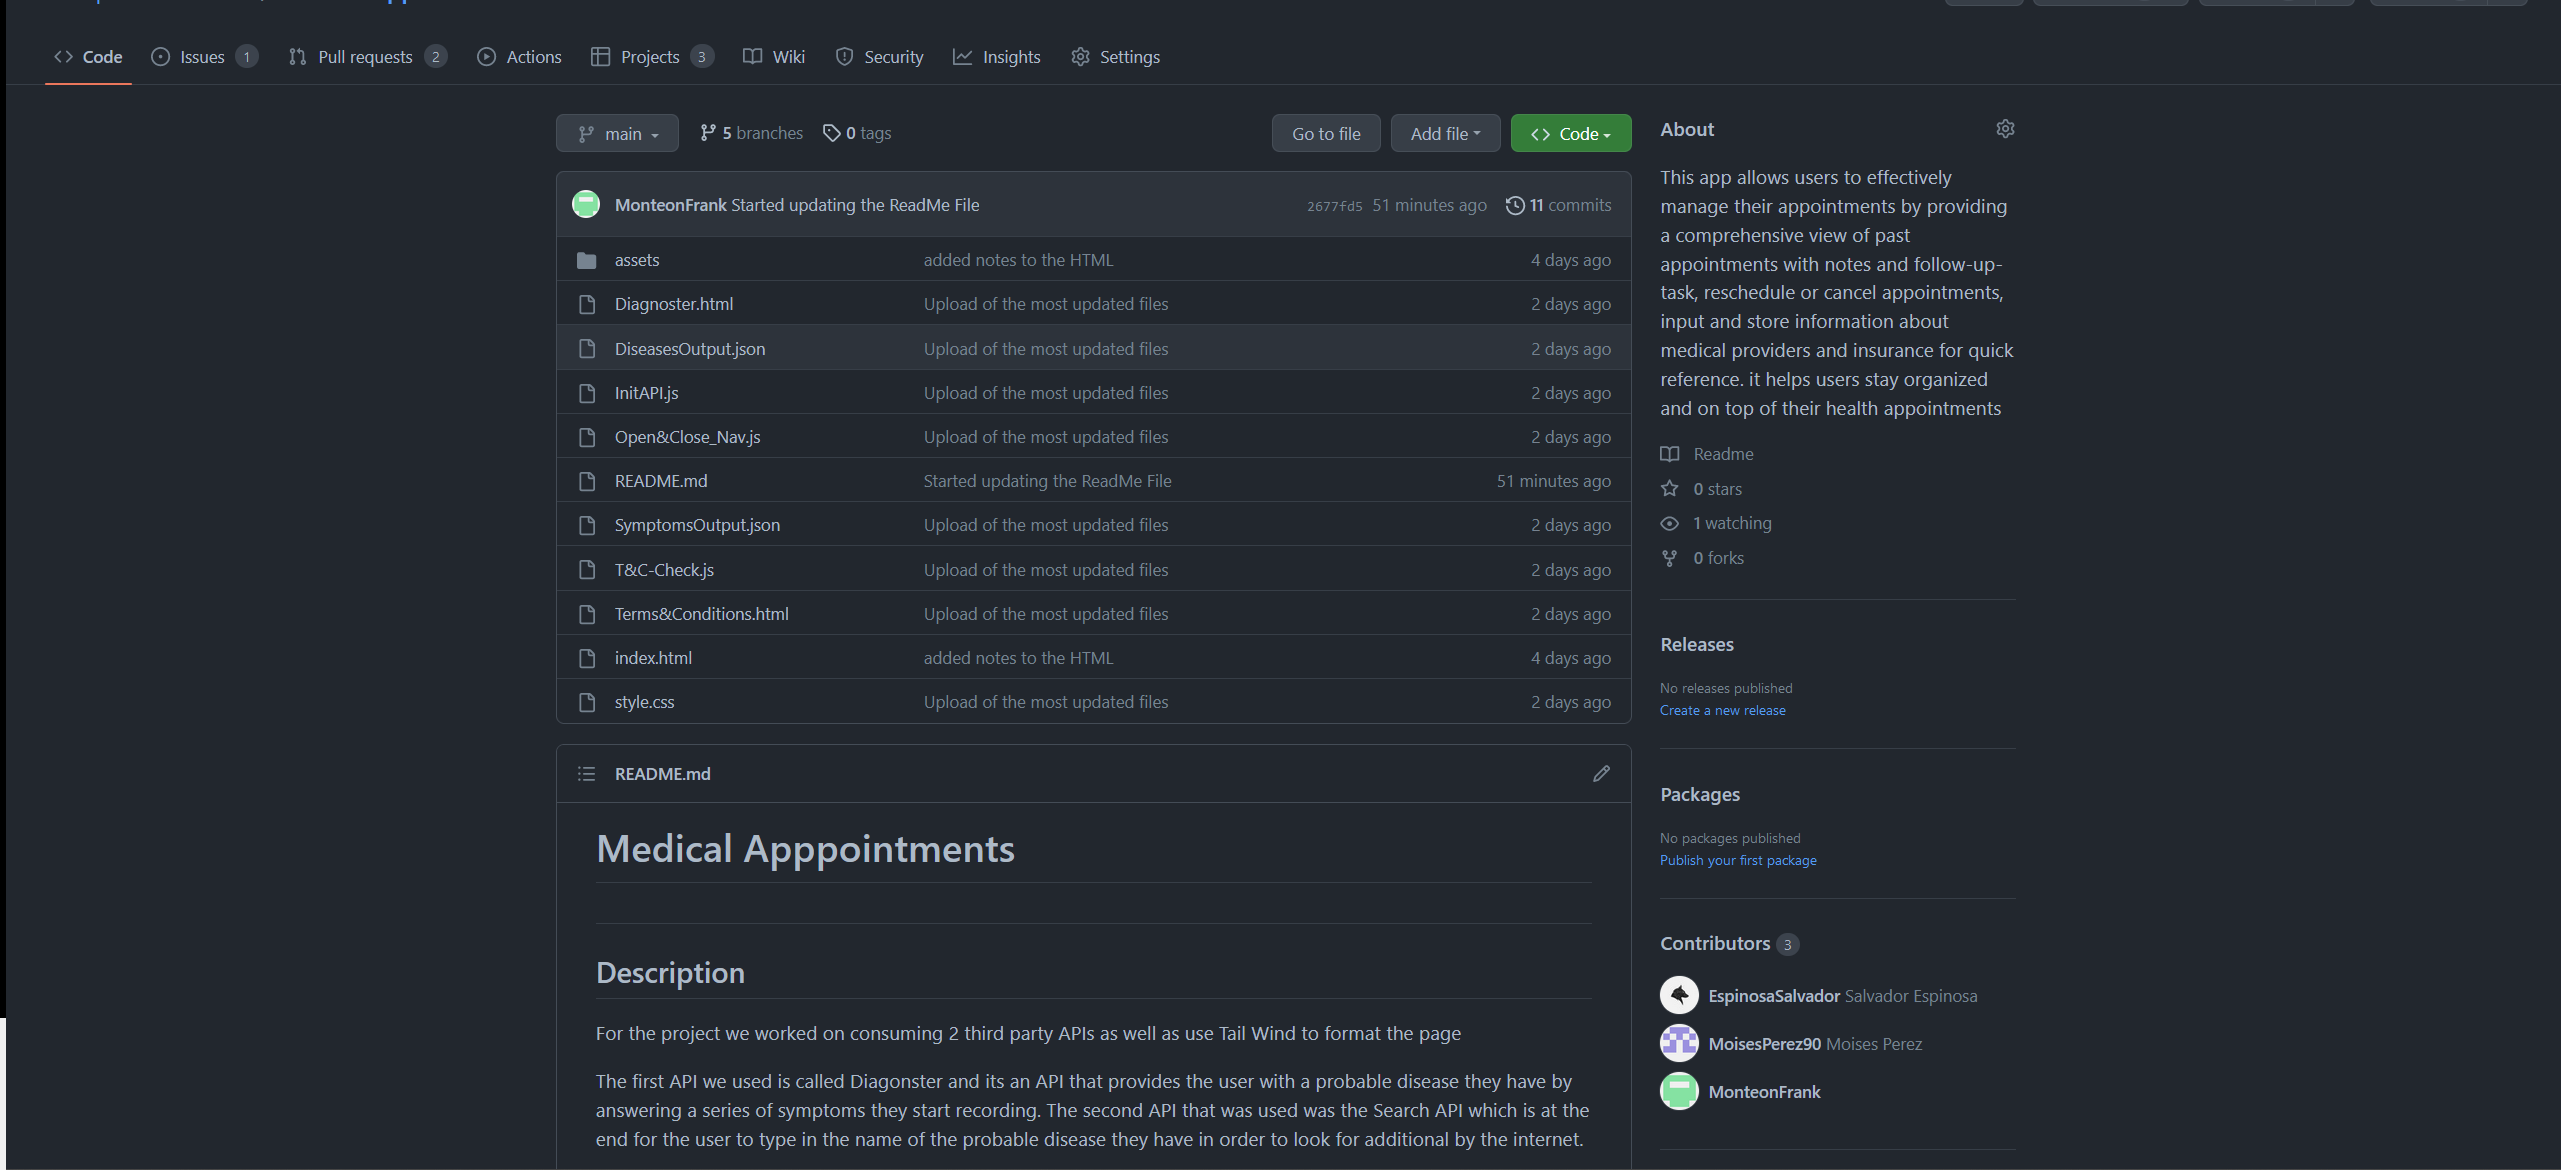 Code
Issues 1
Pull requests 2
Actions
Projects 3
Wiki
Security
Insights
Settings
main
5 branches
0 tags
Go to file
Add file
Code
MonteonFrank Started updating the ReadMe File
2677fd5 51 minutes ago
11 commits
assets added notes to the HTML 4 days ago
Diagnoster.html Upload of the most updated files 2 days ago
DiseasesOutput.json Upload of the most updated files 2 days ago
InitAPI.js Upload of the most updated files 2 days ago
Open&Close_Nav.js Upload of the most updated files 2 days ago
README.md Started updating the ReadMe File 51 minutes ago
SymptomsOutput.json Upload of the most updated files 2 days ago
T&C-Check.js Upload of the most updated files 2 days ago
Terms&Conditions.html Upload of the most updated files 2 days ago
index.html added notes to the HTML 4 days ago
style.css Upload of the most updated files 2 days ago
README.md
Medical Apppointments
Description
For the project we worked on consuming 2 third party APIs as well as use Tail Wind to format the page
The first API we used is called Diagonster and its an API that provides the user with a probable disease they have by
answering a series of symptoms they start recording. The second API that was used was the Search API which is at the
end for the user to type in the name of the probable disease they have in order to look for additional by the internet.
About
This app allows users to effectively
manage their appointments by providing
a comprehensive view of past
appointments with notes and follow-up-
task, reschedule or cancel appointments,
input and store information about
medical providers and insurance for quick
reference. it helps users stay organized
and on top of their health appointments
Readme
0 stars
1 watching
0 forks
Releases
No releases published
Create a new release
Packages
No packages published
Publish your first package
Contributors 3
EspinosaSalvador Salvador Espinosa
MoisesPerez90 Moises Perez
MonteonFrank